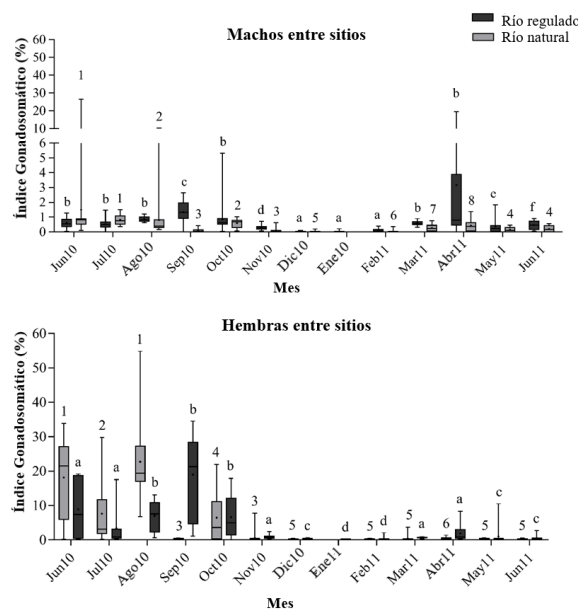 Río regulado
Río natural
Machos entre sitios
Índice Gonadosomático (%)
60
50
40
30
20
10
6
5
4
3
2
1
0
b 1 b 1 b 2 c 3 b 2 d 3 a 5 a a 6 b 7 b 8 c 4 f 4
Jun10 Jul10 Ago10 Sep10 Oct10 Nov10 Dic10 Ene10 Feb11 Mar11 Abr11 May11 Jun11
Mes
Hembras entre sitios
Índice Gonadosomático (%)
60
50
40
30
20
10
0
1 a 2 a 1 b 3 b 4 b 3 a 5 c d 5 d 5 a 6 a 5 c 5 c
Jun10 Jul10 Ago10 Sep10 Oct10 Nov10 Dic10 Ene11 Feb11 Mar11 Abr11 May11 Jun11
Mes